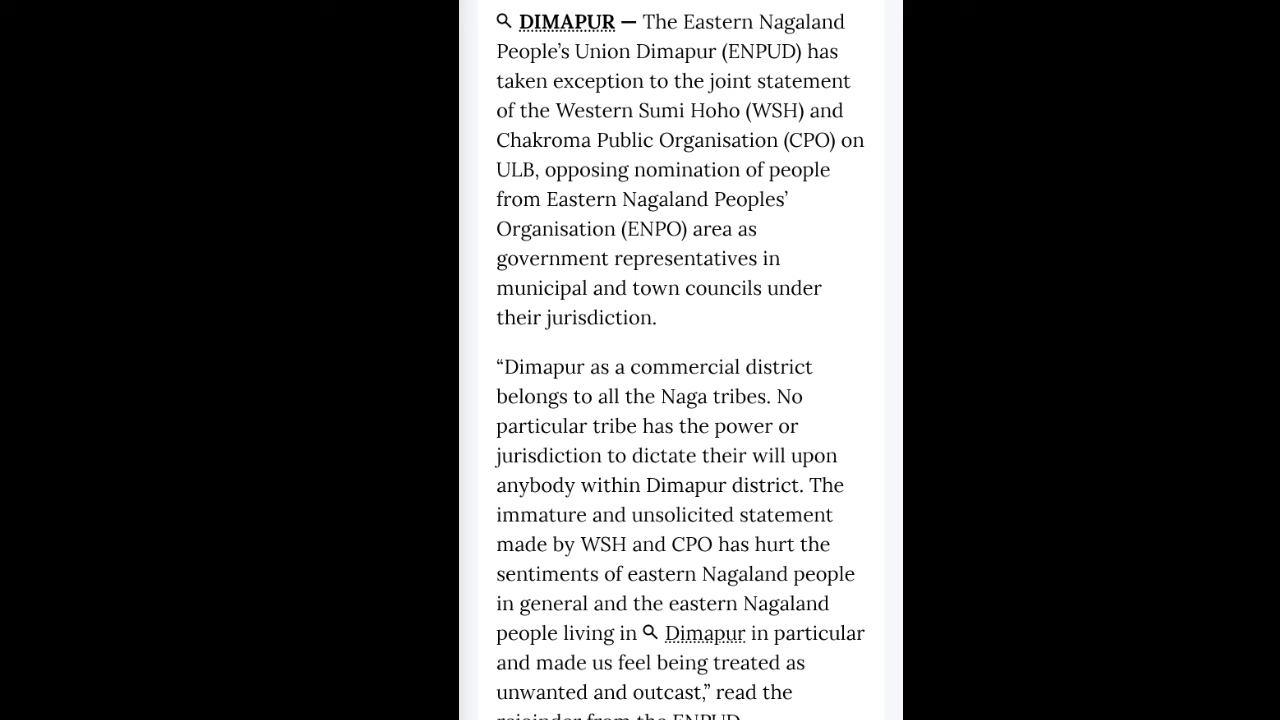 DIMAPUR — The Eastern Nagaland
People’s Union Dimapur (ENPUD) has
taken exception to the joint statement
of the Western Sumi Hoho (WSH) and
Chakroma Public Organisation (CPO) on
ULB, opposing nomination of people
from Eastern Nagaland Peoples’
Organisation (ENPO) area as
government representatives in
municipal and town councils under
their jurisdiction.
“Dimapur as a commercial district
belongs to all the Naga tribes. No
particular tribe has the power or
jurisdiction to dictate their will upon
anybody within Dimapur district. The
immature and unsolicited statement
made by WSH and CPO has hurt the
sentiments of eastern Nagaland people
in general and the eastern Nagaland
people living in Dimapur in particular
and made us feel being treated as
unwanted and outcast,” read the
rejoinder from the ENPUD.